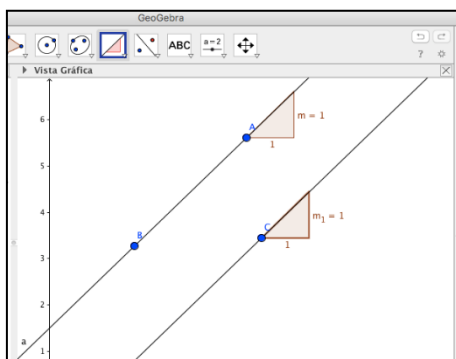 GeoGebra
ABC a=2
?
Vista Gráfica
6
A
m = 1
1
5
4
C
m₁ = 1
1
B
3
2
a
1